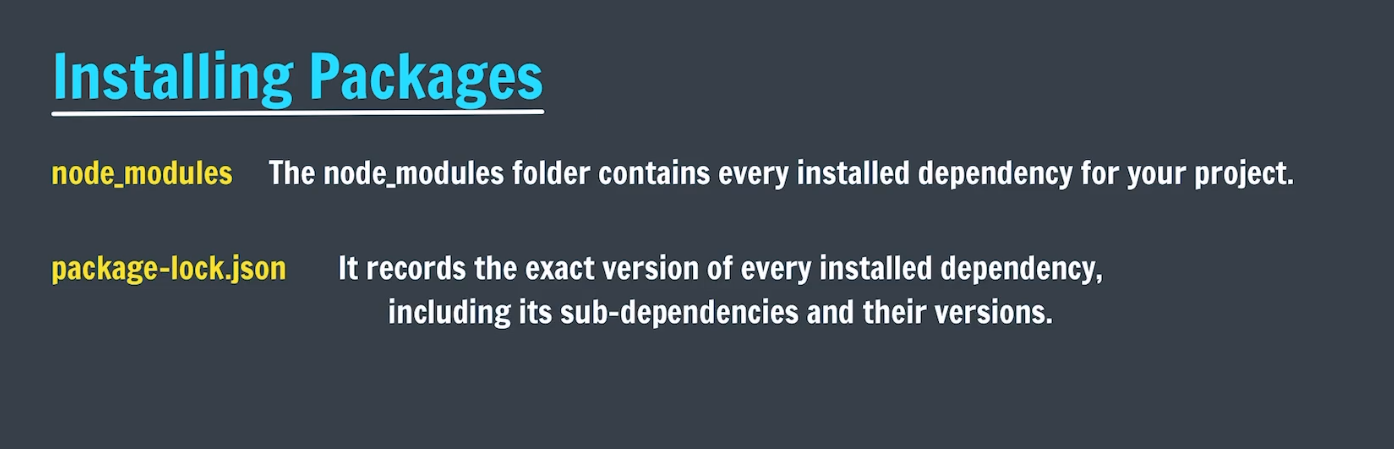 Installing Packages
node_modules The node_modules folder contains every installed dependency for your project.
package-lock.json It records the exact version of every installed dependency,
including its sub-dependencies and their versions.